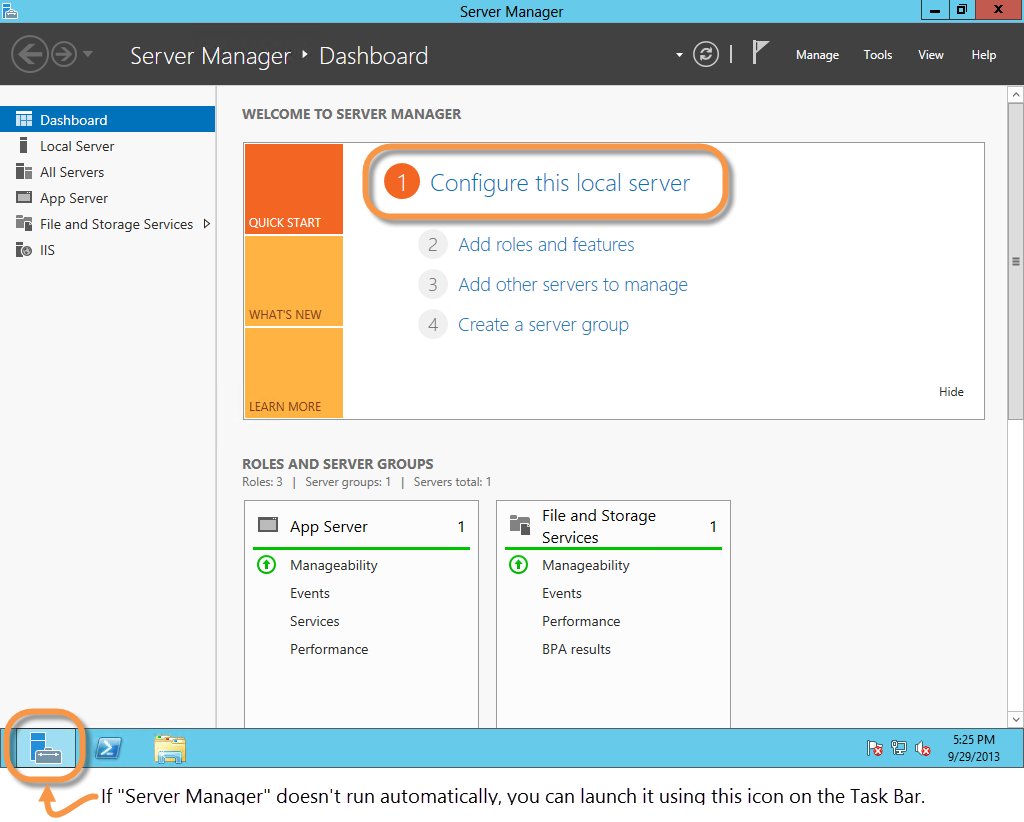 Server Manager
Server Manager ‣ Dashboard
Manage Tools View Help
Dashboard
Local Server
All Servers
App Server
File and Storage Services
IIS
WELCOME TO SERVER MANAGER
QUICK START
WHAT'S NEW
LEARN MORE
1 Configure this local server
2 Add roles and features
3 Add other servers to manage
4 Create a server group
Hide
ROLES AND SERVER GROUPS
Roles: 3 | Server groups: 1 | Servers total: 1
App Server 1
Manageability
Events
Services
Performance
File and Storage
Services 1
Manageability
Events
Performance
BPA results
5:25 PM
9/29/2013
If "Server Manager" doesn't run automatically, you can launch it using this icon on the Task Bar.